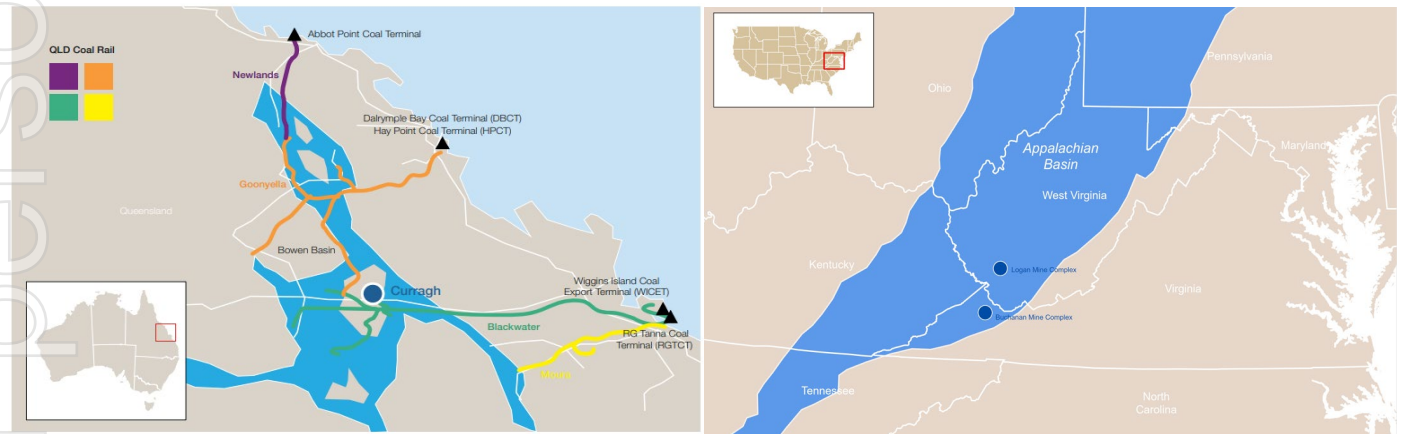 QLD Coal Rail
Abbot Point Coal Terminal
Newlands
Dalrymple Bay Coal Terminal (DBCT)
Hay Point Coal Terminal (HPCT)
Goonyella
Queensland
Bowen Basin
Curragh
Wiggins Island Coal
Export Terminal (WICET)
Blackwater
RG Tanna Coal
Terminal (RGTCT)
Moura
Pennsylvania
Ohio
Maryland
Appalachian
Basin
West Virginia
Kentucky
Logan Mine Complex
Virginia
Buchanan Mine Complex
Tennessee
North
Carolina